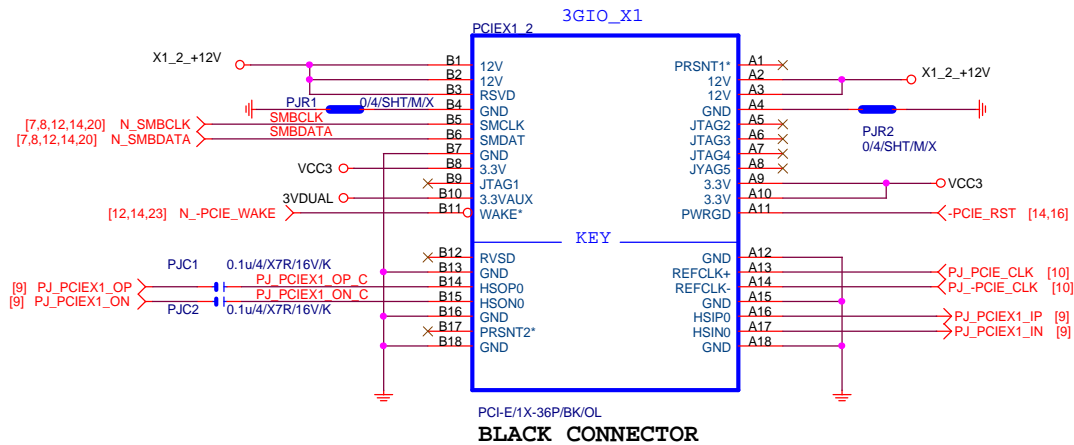 3GIO_X1
PCIEX1_2
X1_2_+12V B1 12V PRSNT1* A1
B2 12V 12V A2 X1_2_+12V
B3 RSVD 12V A3
PJR1 0/4/SHT/M/X B4 GND GND A4
[7,8,12,14,20] N_SMBCLK SMBCLK B5 SMCLK JTAG2 A5
[7,8,12,14,20] N_SMBDATA SMBDATA B6 SMDAT JTAG3 A6 PJR2
B7 GND JTAG4 A7 0/4/SHT/M/X
VCC3 B8 3.3V JYAG5 A8
B9 JTAG1 3.3V A9 VCC3
3VDUAL B10 3.3VAUX 3.3V A10
[12,14,23] N_-PCIE_WAKE B11 WAKE* PWRGD A11 -PCIE_RST [14,16]
KEY
B12 RVSD GND A12
PJC1 0.1u/4/X7R/16V/K B13 GND REFCLK+ A13 PJ_PCIE_CLK [10]
[9] PJ_PCIEX1_OP PJ_PCIEX1_OP_C B14 HSOP0 REFCLK- A14 PJ_-PCIE_CLK [10]
[9] PJ_PCIEX1_ON PJ_PCIEX1_ON_C B15 HSON0 GND A15
PJC2 0.1u/4/X7R/16V/K B16 GND HSIP0 A16 PJ_PCIEX1_IP [9]
B17 PRSNT2* HSIN0 A17 PJ_PCIEX1_IN [9]
B18 GND GND A18
PCI-E/1X-36P/BK/OL
BLACK CONNECTOR